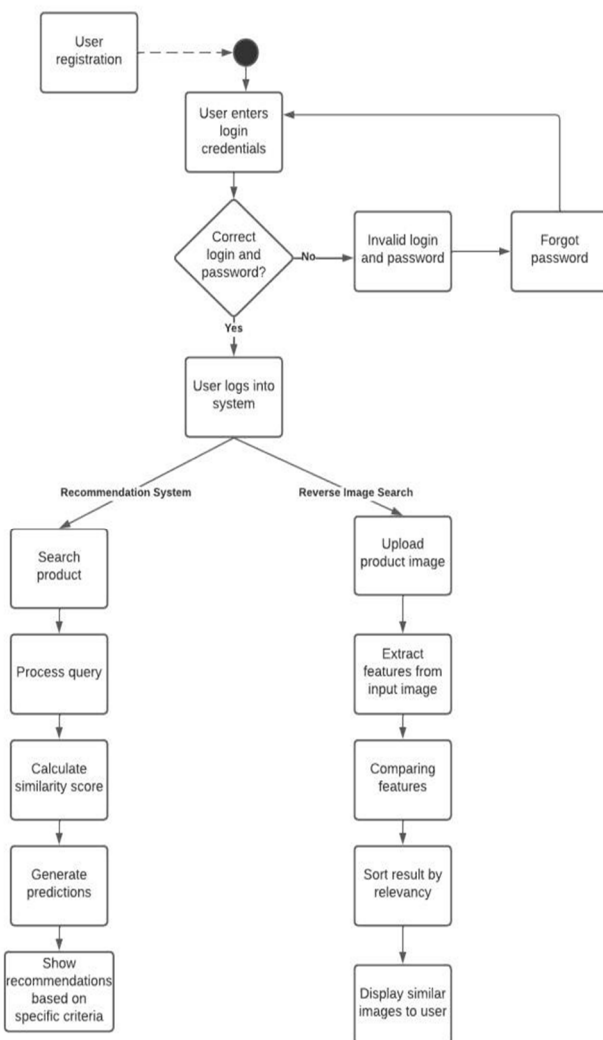 User
registration
User enters
login
credentials
Correct
login and
password?
No
Invalid login
and password
Forgot
password
Yes
User logs into
system
Recommendation System
Reverse Image Search
Search
product
Upload
product image
Process query
Extract
features from
input image
Calculate
similarity score
Comparing
features
Generate
predictions
Sort result by
relevancy
Show
recommendations
based on
specific criteria
Display similar
images to user